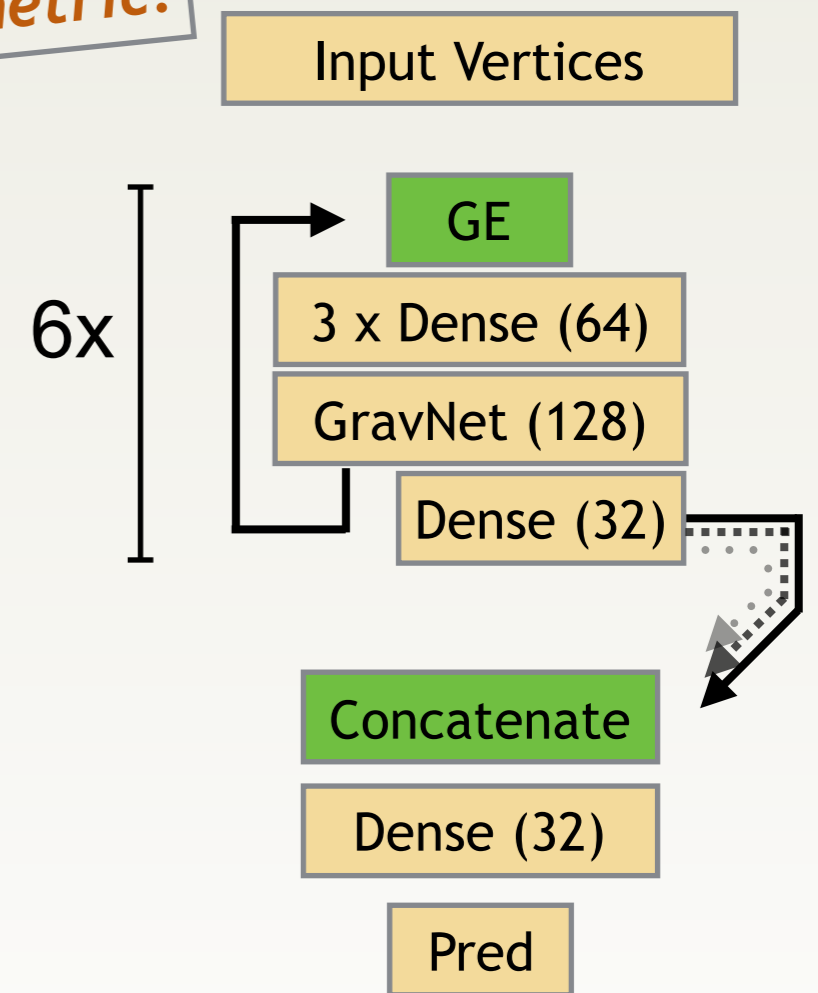 Input Vertices
6x
GE
3 x Dense (64)
GravNet (128)
Dense (32)
Concatenate
Dense (32)
Pred